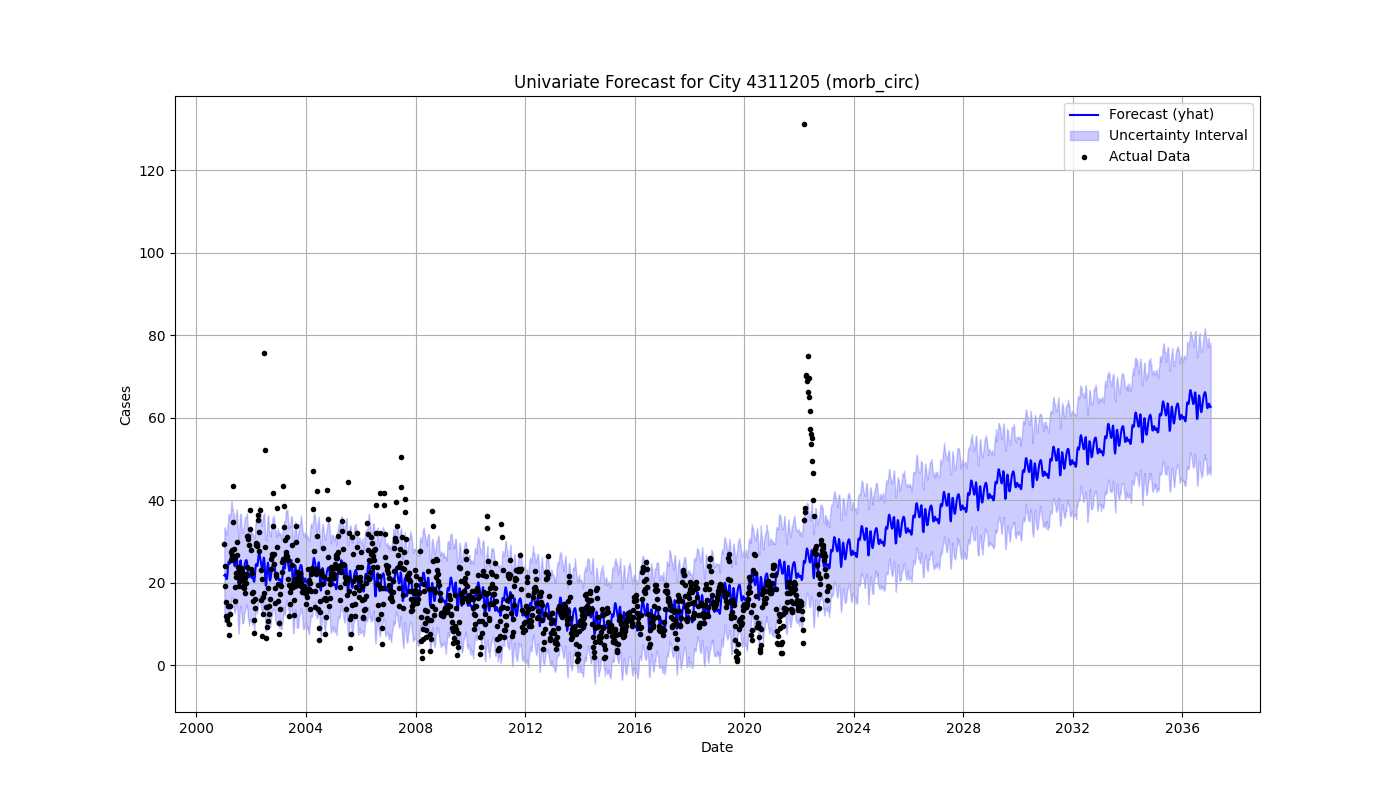 Univariate Forecast for City 4311205 (morb_circ)
Forecast (yhat)
Uncertainty Interval
Actual Data
120
100
80
60
40
20
0
Cases
2000 2004 2008 2012 2016 2020 2024 2028 2032 2036
Date